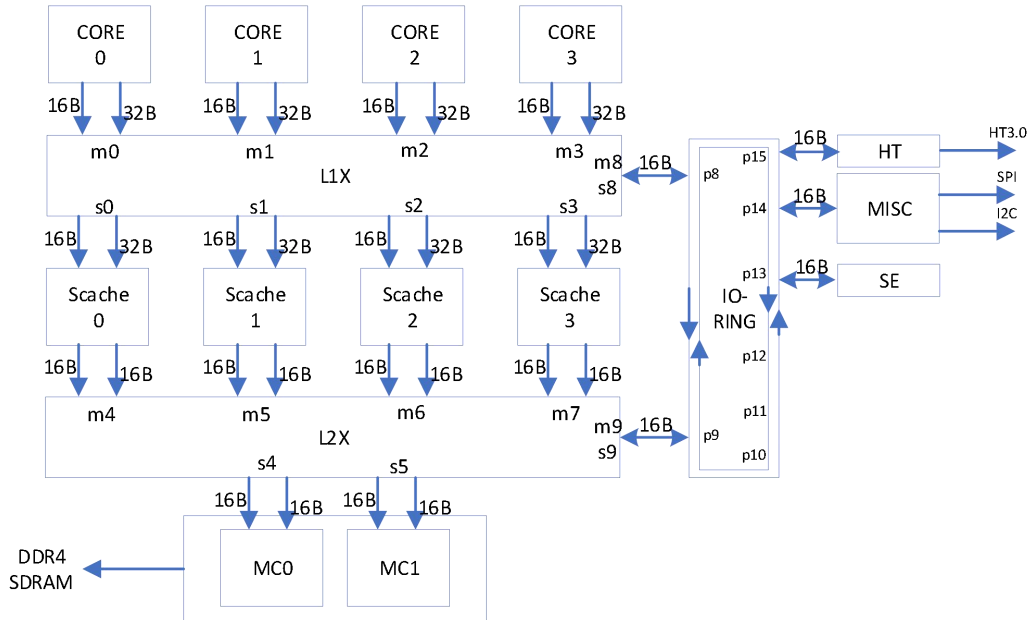 CORE
0
CORE
1
CORE
2
CORE
3
16B
32B
16B
32B
16B
32B
16B
32B
m0
m1
m2
m3
L1X
m8
s8
s0
s1
s2
s3
16B
p8
p15
16B
HT
HT3.0
p14
16B
MISC
SPI
I2C
p13
16B
SE
IO-
RING
p12
p11
p10
p9
16B
32B
16B
32B
16B
32B
16B
32B
Scache
0
Scache
1
Scache
2
Scache
3
16B
16B
16B
16B
16B
16B
16B
16B
m4
m5
m6
m7
L2X
m9
s9
16B
s4
s5
16B
16B
16B
16B
MC0
MC1
DDR4
SDRAM